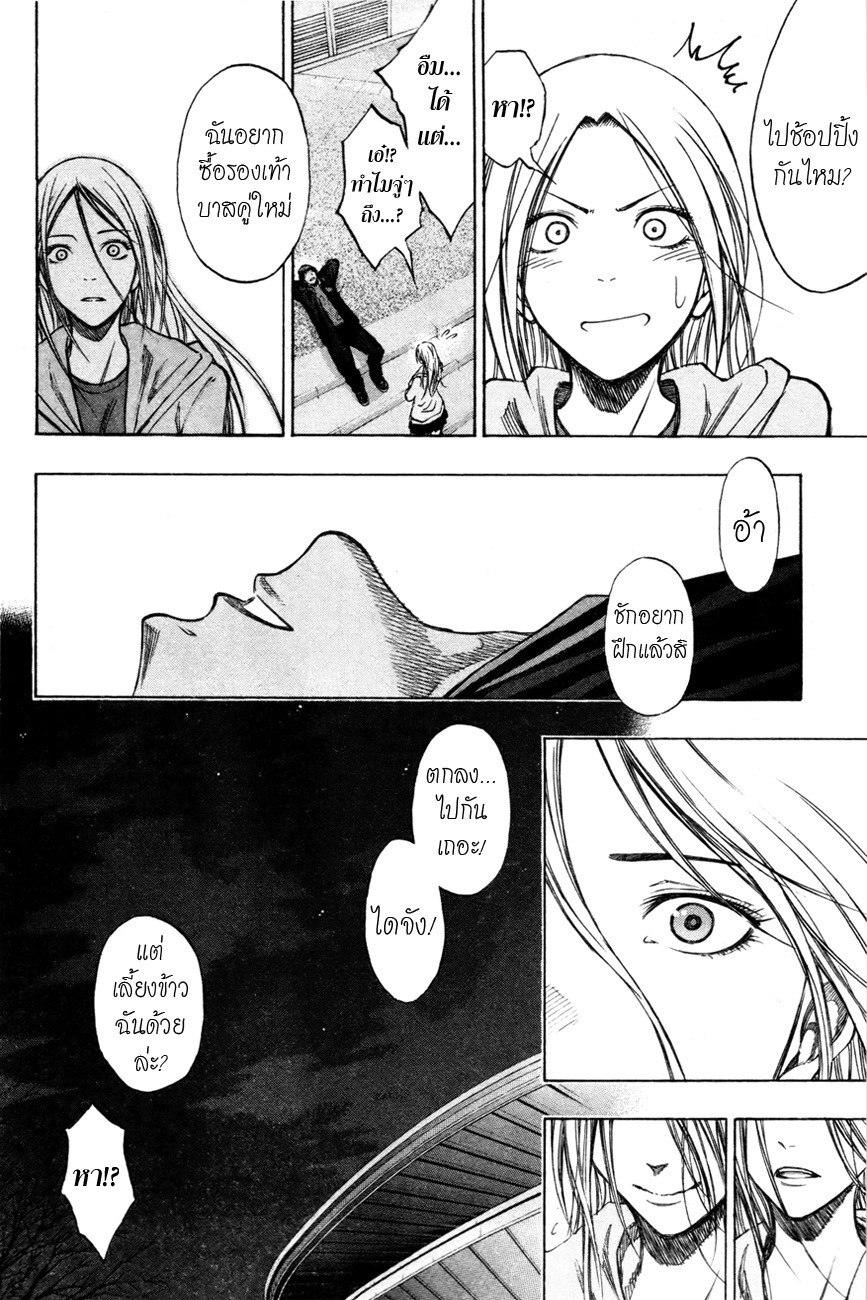 ไปช้อปปิ้ง
กันไหม?
หา!?
อืม...
ได้
แต่...
เอ๋!?
ทำไมจู่ๆ
ถึง...?
ฉันอยาก
ซื้อรองเท้า
บาสคู่ใหม่
อ้า
ชักอยาก
ฝึกแล้วสิ
ตกลง...
ไปกัน
เถอะ!
ไดจัง!
แต่
เลี้ยงข้าว
ฉันด้วย
ล่ะ?
หา!?